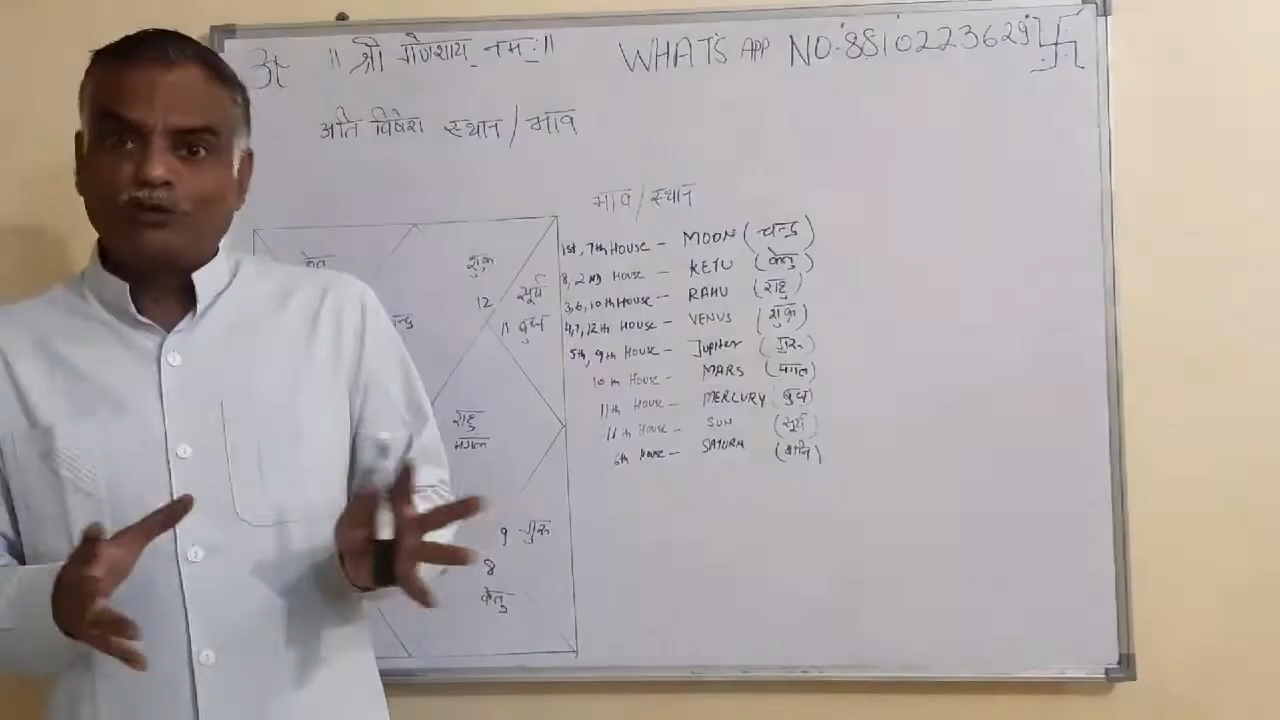 ॐ
॥ श्री गणेशाय नमः॥
WHAT'S APP NO.8810223629
अति विषेश स्थान / भाव
भाव / स्थान
1st, 7th HOUSE – MOON (चन्द्र)
8, 2ND HOUSE – KETU (केतु)
3,6,10th HOUSE – RAHU (राहु)
4,7,12th HOUSE – VENUS (शुक्र)
5th, 9th HOUSE – Jupiter (गुरु)
10th HOUSE – MARS (मंगल)
11th HOUSE – MERCURY (बुध)
11th HOUSE – SUN (सूर्य)
6th HOUSE – SATURN (शनि)
केतु
शुक्र
12
सूर्य
11 बुध
राहु
मंगल
9 गुरु
8
केतु